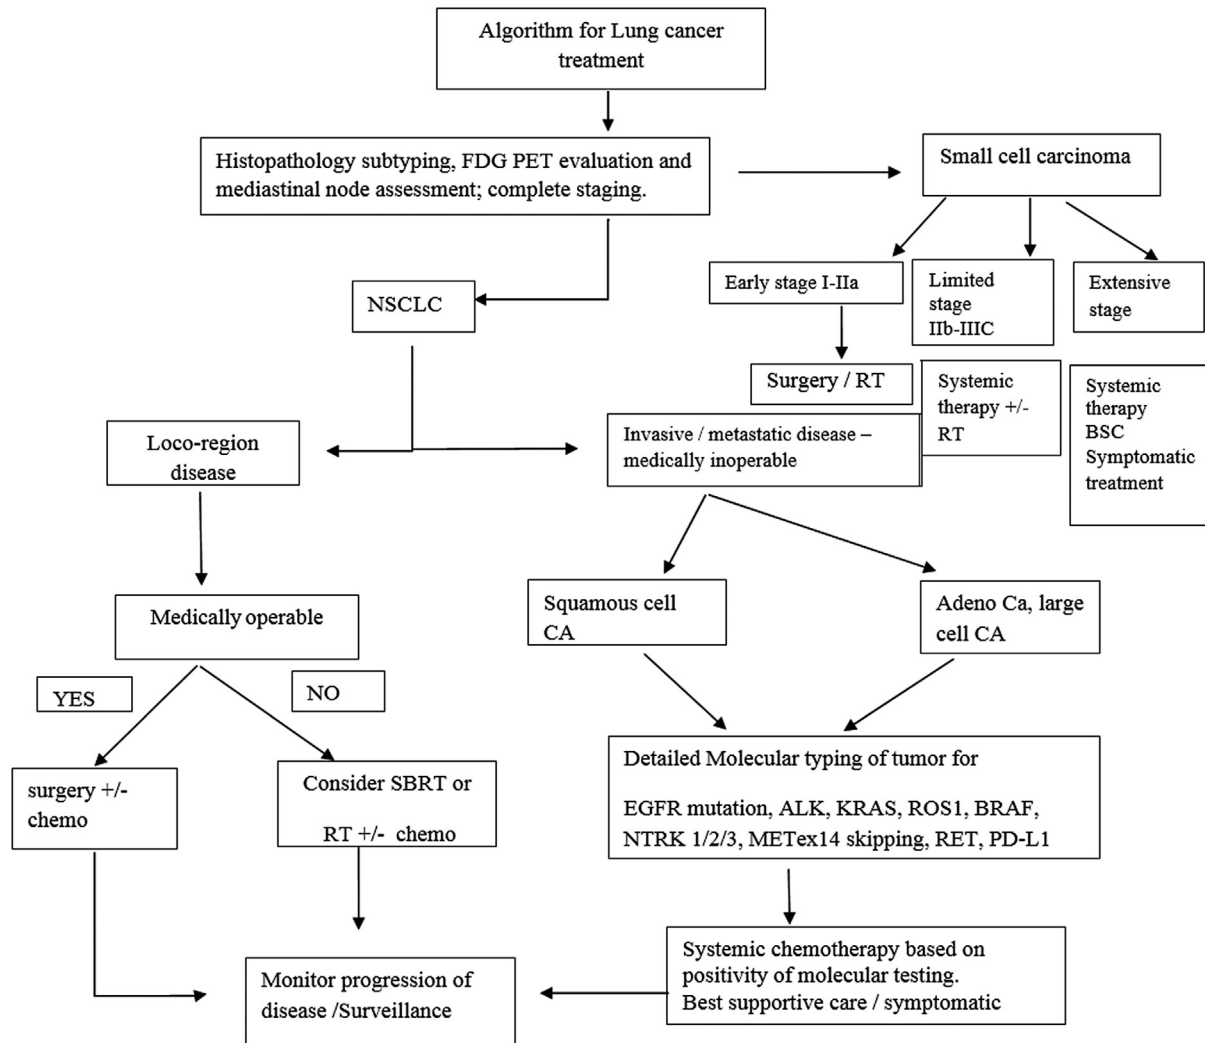 Algorithm for Lung cancer
treatment
Histopathology subtyping, FDG PET evaluation and
mediastinal node assessment; complete staging.
Small cell carcinoma
NSCLC
Early stage I-IIa
Limited
stage
IIb-IIIC
Extensive
stage
Surgery / RT
Systemic
therapy +/-
RT
Systemic
therapy
BSC
Symptomatic
treatment
Loco-region
disease
Invasive / metastatic disease –
medically inoperable
Medically operable
Squamous cell
CA
Adeno Ca, large
cell CA
YES
NO
surgery +/-
chemo
Consider SBRT or
RT +/- chemo
Detailed Molecular typing of tumor for
EGFR mutation, ALK, KRAS, ROS1, BRAF,
NTRK 1/2/3, METex14 skipping, RET, PD-L1
Monitor progression of
disease /Surveillance
Systemic chemotherapy based on
positivity of molecular testing.
Best supportive care / symptomatic